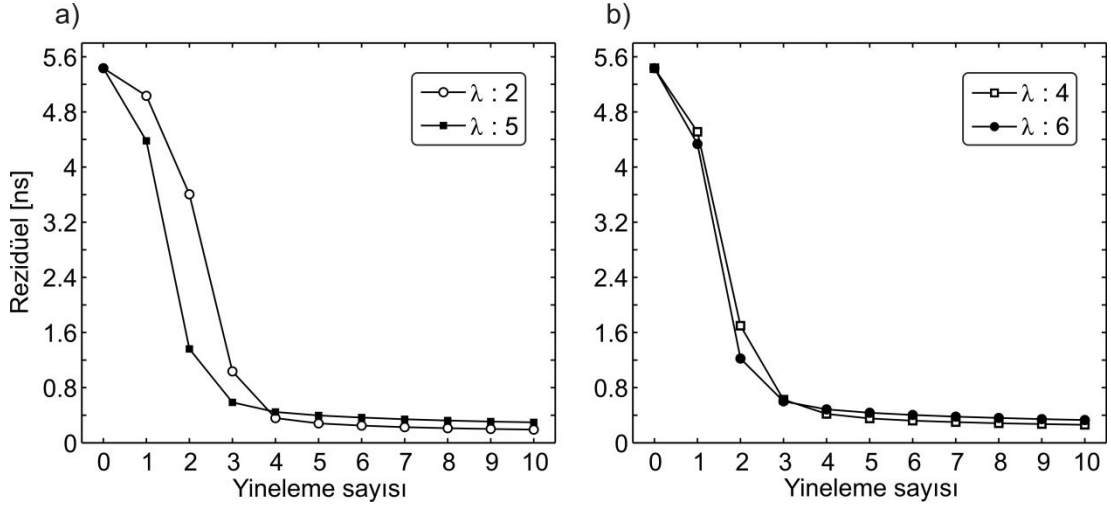 a)
Rezidüel [ns]
5.6
4.8
4
3.2
2.4
1.6
0.8
0
λ : 2
λ : 5
0 1 2 3 4 5 6 7 8 9 10
Yineleme sayısı
b)
5.6
4.8
4
3.2
2.4
1.6
0.8
0
λ : 4
λ : 6
0 1 2 3 4 5 6 7 8 9 10
Yineleme sayısı